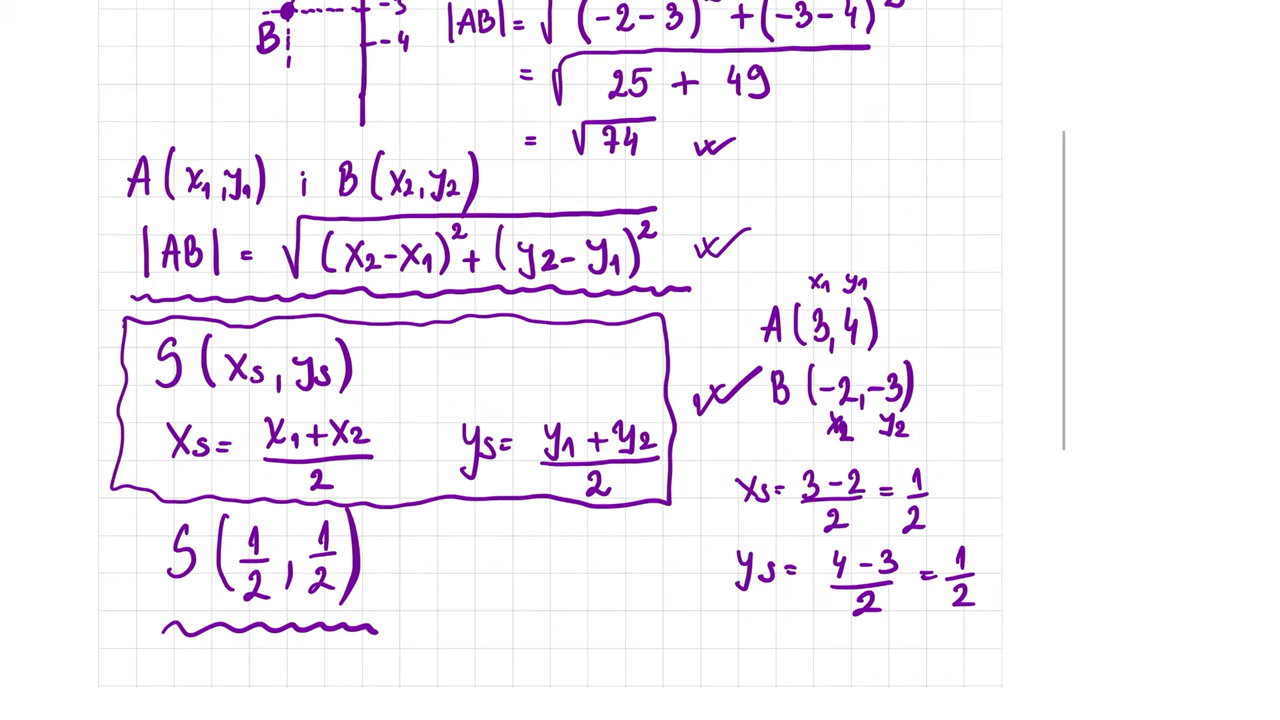 -3
B
-4
|AB| = √(-2-3)² + (-3-4)²
= √25 + 49
= √74
A(x₁,y₁) i B(x₂,y₂)
|AB| = √(x₂-x₁)² + (y₂-y₁)²
S(xs, ys)
xs = (x₁+x₂)/2 ys = (y₁+y₂)/2
S(1/2, 1/2)
x₁ y₁
A(3,4)
B(-2,-3)
x₂ y₂
xs = (3-2)/2 = 1/2
ys = (4-3)/2 = 1/2